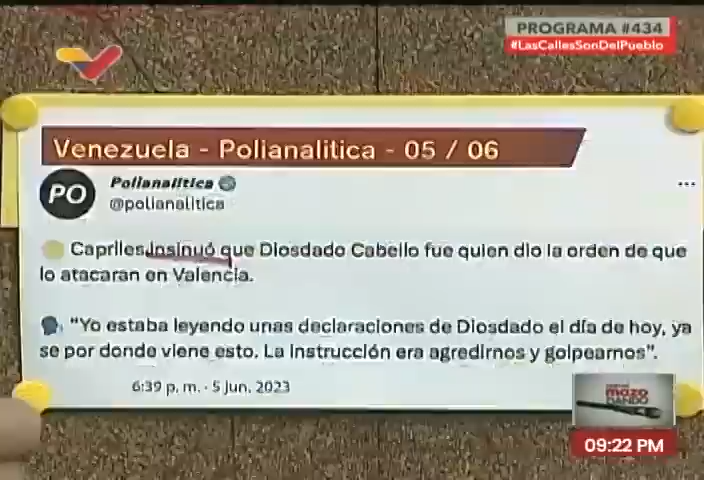 PROGRAMA #434
#LasCallesSonDelPueblo
Venezuela - Polianalitica - 05 / 06
PO
Polianalitica
@polianalitica
Capriles insinuó que Diosdado Cabello fue quien dio la orden de que
lo atacaran en Valencia.
"Yo estaba leyendo unas declaraciones de Diosdado el día de hoy, ya
se por donde viene esto. La instrucción era agredirnos y golpearnos".
6:39 p. m. · 5 jun. 2023
mazo
DANDO
09:22 PM